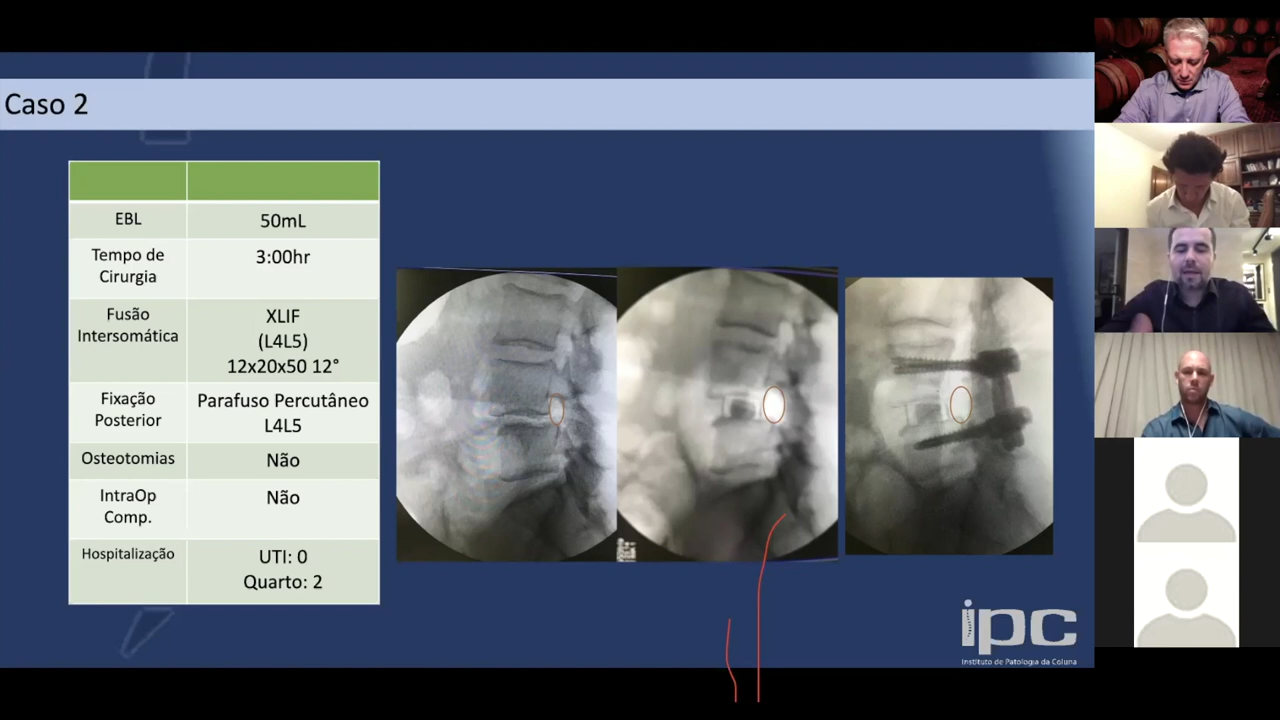 Caso 2
EBL
50mL
Tempo de
Cirurgia
3:00hr
Fusão
Intersomática
XLIF
(L4L5)
12x20x50 12°
Fixação
Posterior
Parafuso Percutâneo
L4L5
Osteotomias
Não
IntraOp
Comp.
Não
Hospitalização
UTI: 0
Quarto: 2
ipc
Instituto de Patologia da Coluna